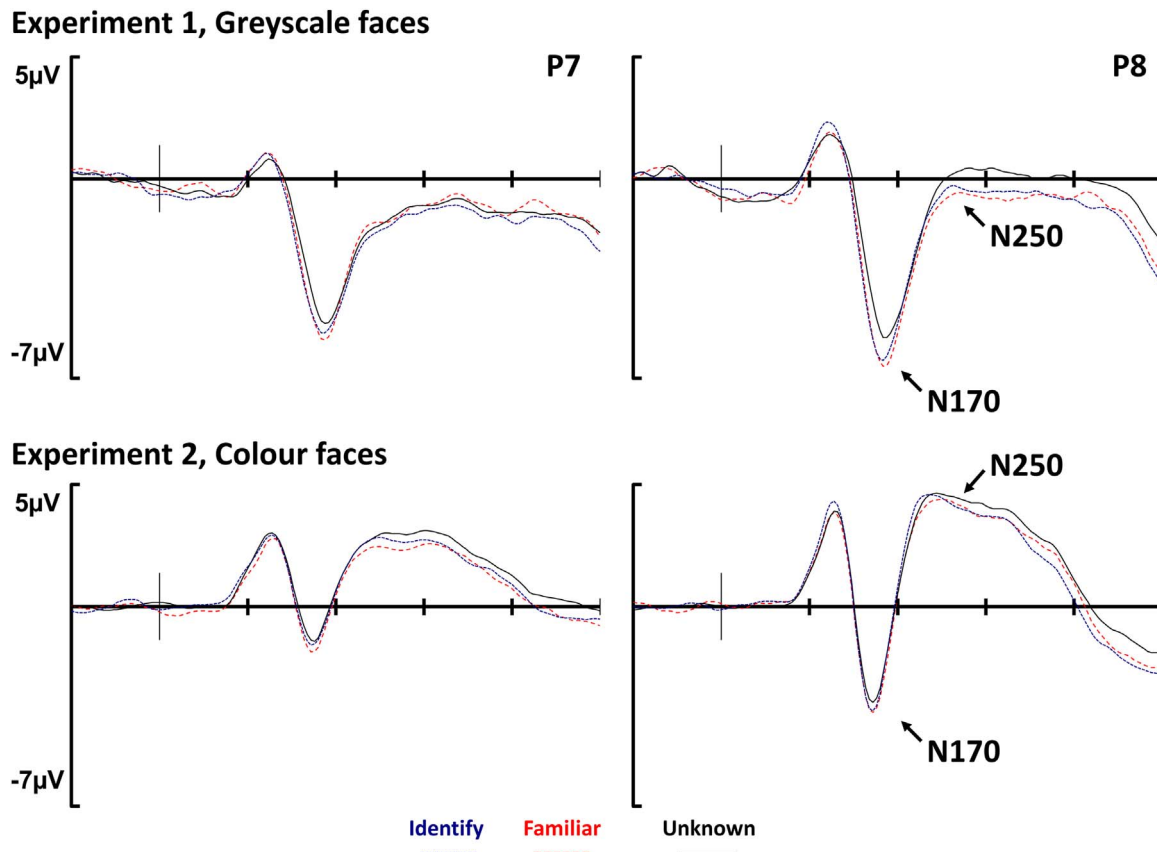 Experiment 1, Greyscale faces
5µV
P7
P8
N250
-7µV
N170
Experiment 2, Colour faces
N250
5µV
N170
-7µV
Identify Familiar Unknown